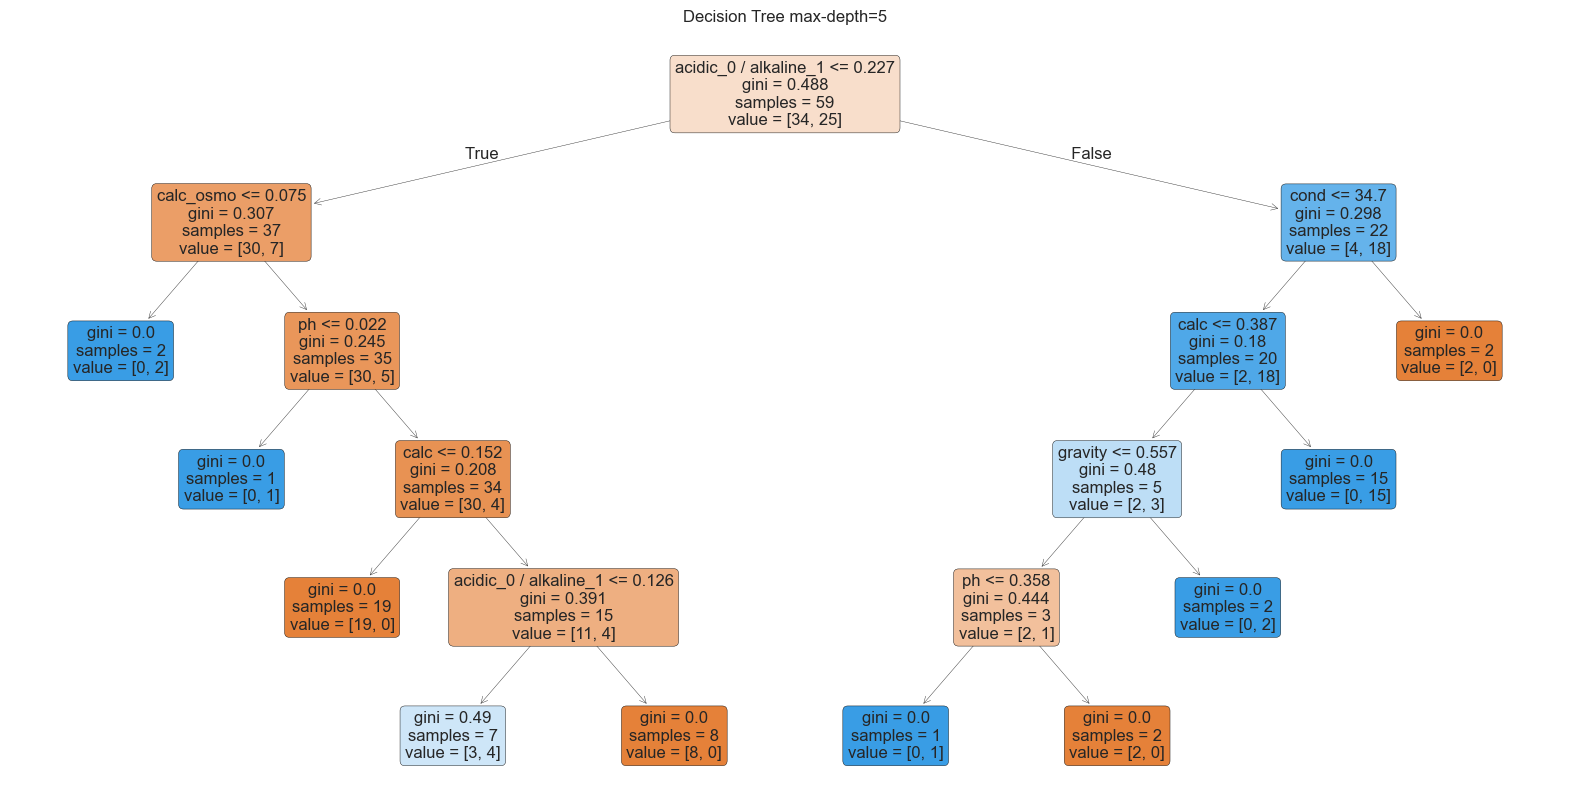 Decision Tree max-depth=5
acidic_0 / alkaline_1 <= 0.227
gini = 0.488
samples = 59
value = [34, 25]
True
False
calc_osmo <= 0.075
gini = 0.307
samples = 37
value = [30, 7]
cond <= 34.7
gini = 0.298
samples = 22
value = [4, 18]
gini = 0.0
samples = 2
value = [0, 2]
ph <= 0.022
gini = 0.245
samples = 35
value = [30, 5]
calc <= 0.387
gini = 0.18
samples = 20
value = [2, 18]
gini = 0.0
samples = 2
value = [2, 0]
gini = 0.0
samples = 1
value = [0, 1]
calc <= 0.152
gini = 0.208
samples = 34
value = [30, 4]
gravity <= 0.557
gini = 0.48
samples = 5
value = [2, 3]
gini = 0.0
samples = 15
value = [0, 15]
gini = 0.0
samples = 19
value = [19, 0]
acidic_0 / alkaline_1 <= 0.126
gini = 0.391
samples = 15
value = [11, 4]
ph <= 0.358
gini = 0.444
samples = 3
value = [2, 1]
gini = 0.0
samples = 2
value = [0, 2]
gini = 0.49
samples = 7
value = [3, 4]
gini = 0.0
samples = 8
value = [8, 0]
gini = 0.0
samples = 1
value = [0, 1]
gini = 0.0
samples = 2
value = [2, 0]